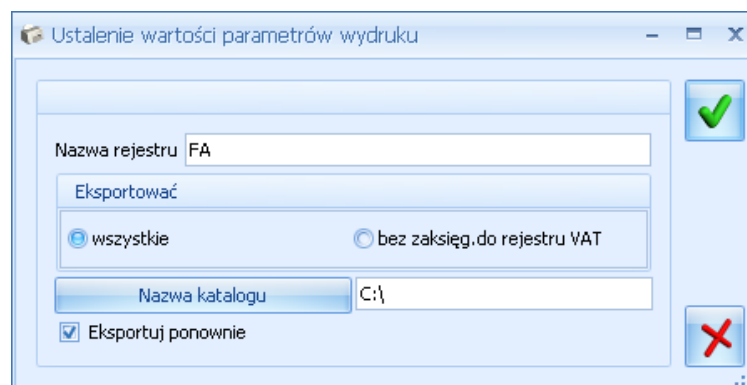 Ustalenie wartości parametrów wydruku
Nazwa rejestru FA
Eksportować
wszystkie bez zaksięg.do rejestru VAT
Nazwa katalogu C:\
Eksportuj ponownie